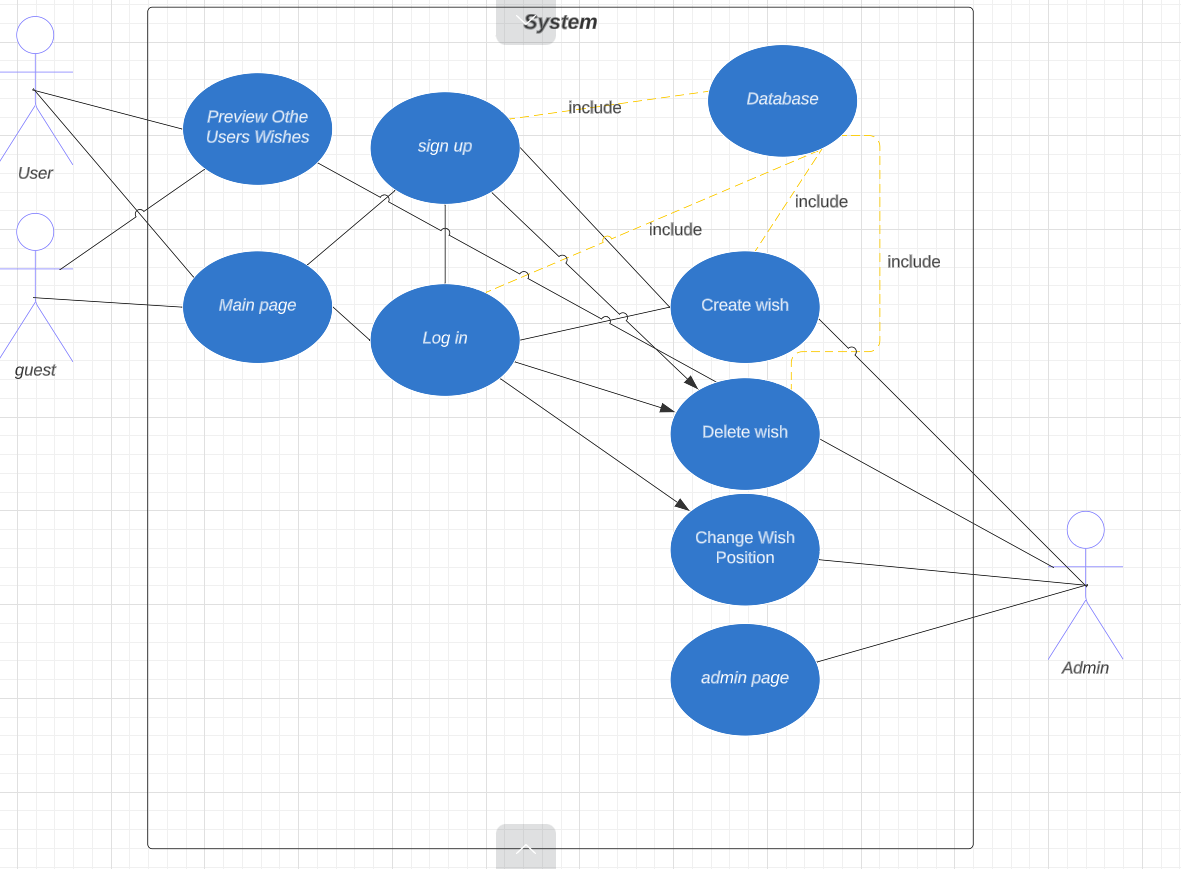 System
Preview Othe
Users Wishes
sign up
include
Database
User
include
include
include
Main page
Log in
Create wish
guest
Delete wish
Change Wish
Position
admin page
Admin